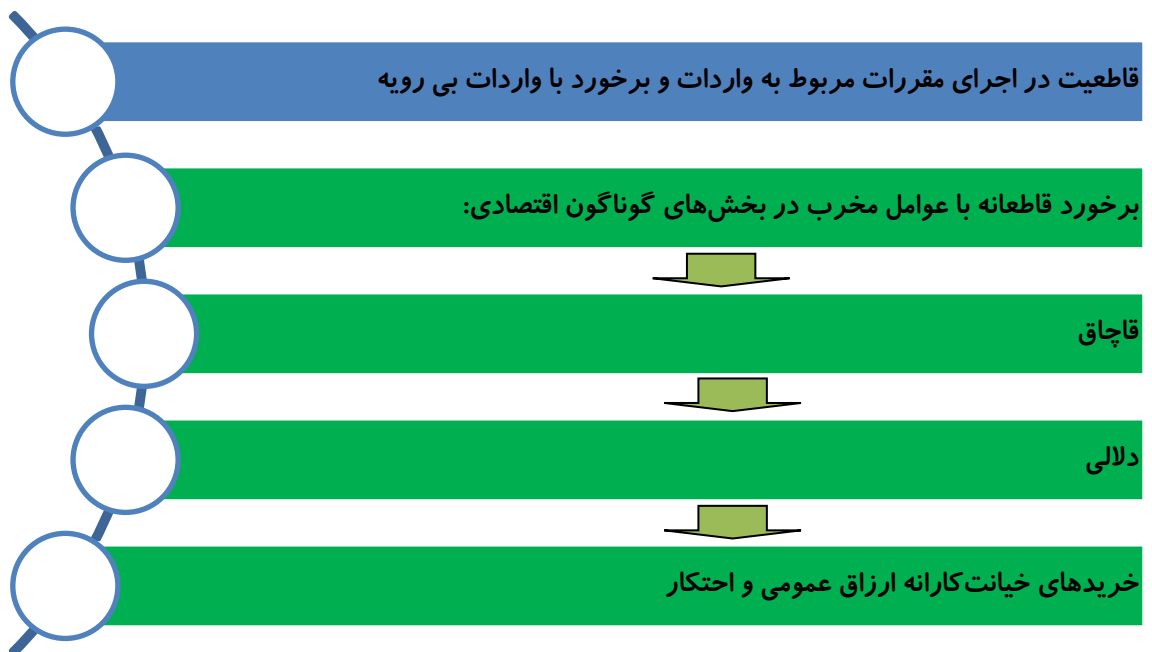 قاطعیت در اجرای مقررات مربوط به واردات و برخورد با واردات بی رویه
برخورد قاطعانه با عوامل مخرب در بخش‌های گوناگون اقتصادی:
قاچاق
دلالی
خریدهای خیانت‌کارانه ارزاق عمومی و احتکار